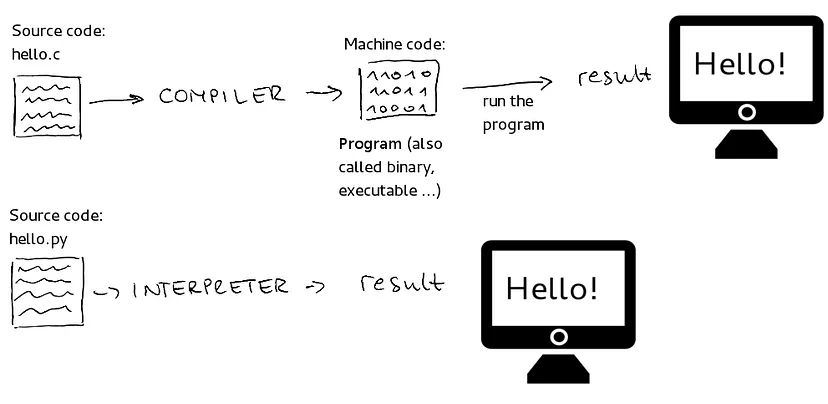 Source code:
hello.c
COMPILER
Machine code:
11010
11011
10001
Program (also
called binary,
executable ...)
run the
program
result
Hello!
Source code:
hello.py
INTERPRETER
result
Hello!